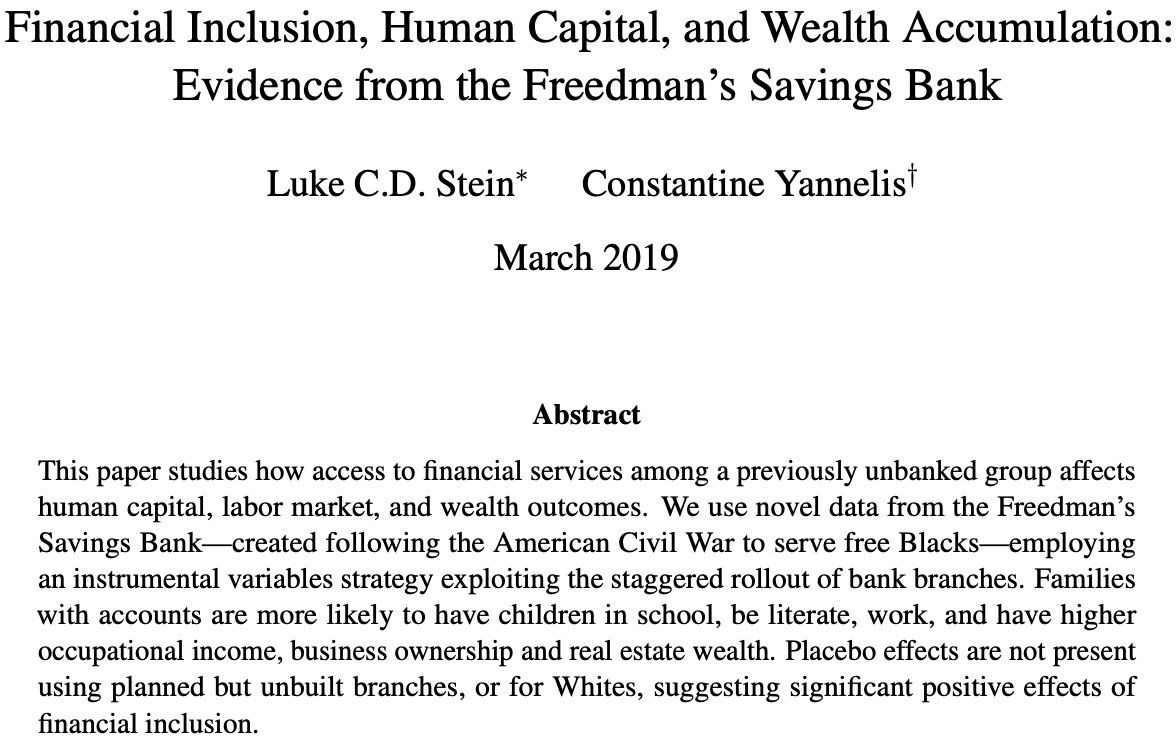 Financial Inclusion, Human Capital, and Wealth Accumulation:
Evidence from the Freedman’s Savings Bank
Luke C.D. Stein* Constantine Yannelis†
March 2019
Abstract
This paper studies how access to financial services among a previously unbanked group affects
human capital, labor market, and wealth outcomes. We use novel data from the Freedman’s
Savings Bank—created following the American Civil War to serve free Blacks—employing
an instrumental variables strategy exploiting the staggered rollout of bank branches. Families
with accounts are more likely to have children in school, be literate, work, and have higher
occupational income, business ownership and real estate wealth. Placebo effects are not present
using planned but unbuilt branches, or for Whites, suggesting significant positive effects of
financial inclusion.